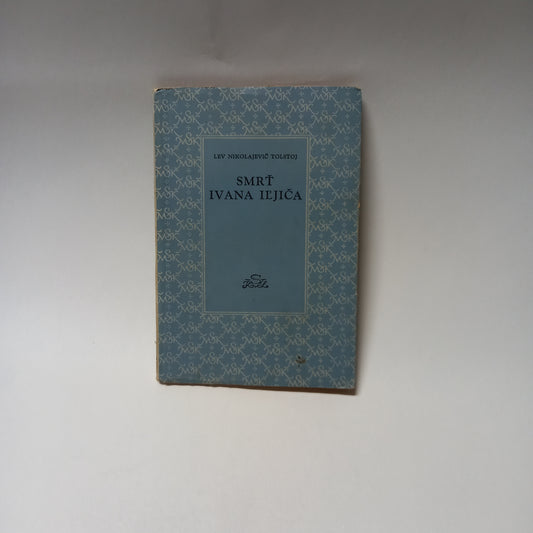 LEV NIKOLAJEVIČ TOLSTOJ
SMRŤ
IVANA IĽJIČA